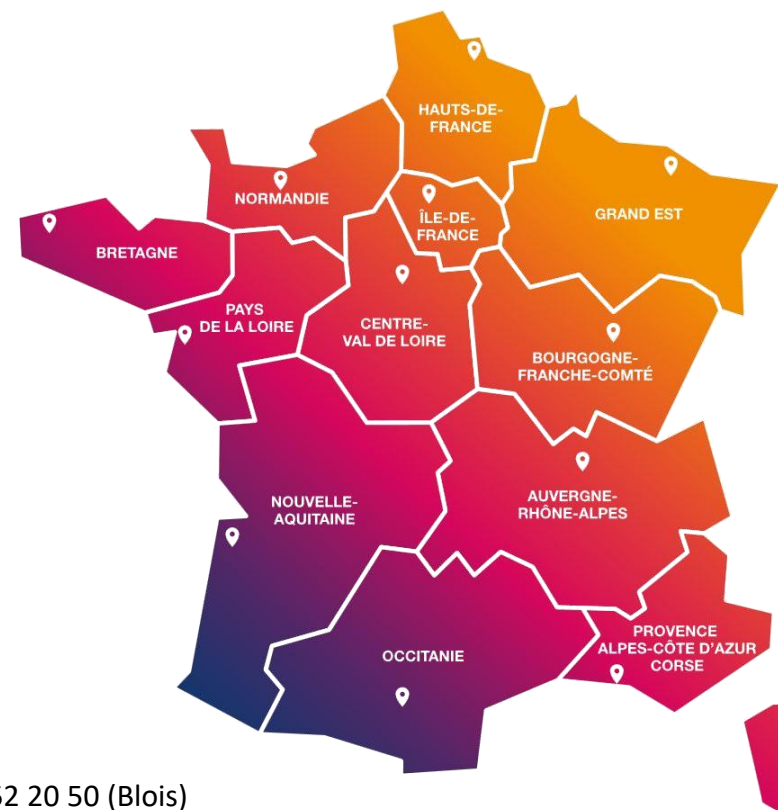 HAUTS-DE-
FRANCE
NORMANDIE
ÎLE-DE-
FRANCE
GRAND EST
BRETAGNE
PAYS
DE LA LOIRE
CENTRE-
VAL DE LOIRE
BOURGOGNE-
FRANCHE-COMTÉ
NOUVELLE-
AQUITAINE
AUVERGNE-
RHÔNE-ALPES
OCCITANIE
PROVENCE
ALPES-CÔTE D'AZUR
CORSE
52 20 50 (Blois)